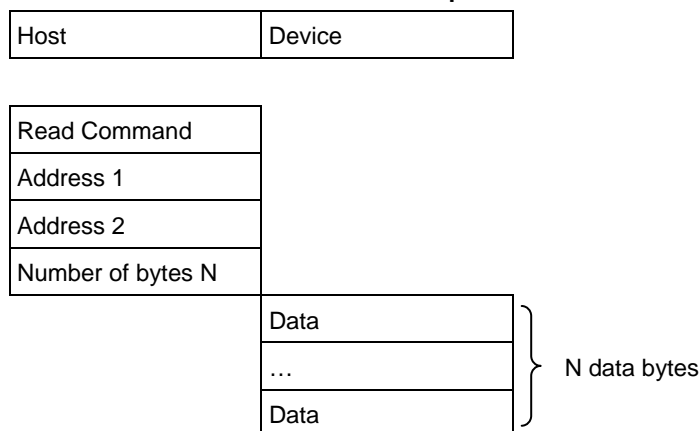 Host Device
Read Command
Address 1
Address 2
Number of bytes N
Data
…
N data bytes
Data